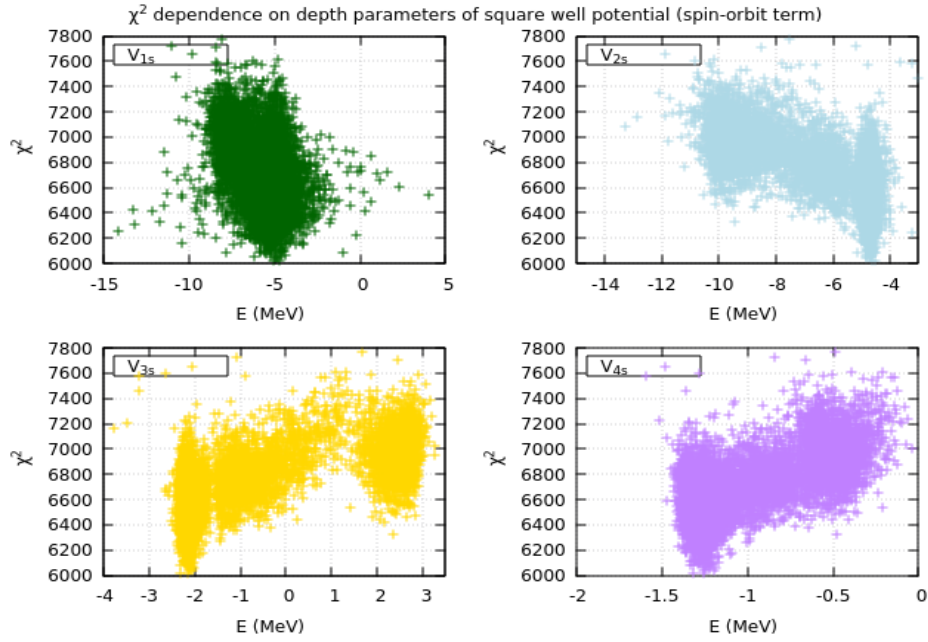 χ² dependence on depth parameters of square well potential (spin-orbit term)
7800
7600
7400
7200
7000
6800
6600
6400
6200
6000
χ²
V₁ₛ
-15 -10 -5 0 5
E (MeV)
7800
7600
7400
7200
7000
6800
6600
6400
6200
6000
χ²
V₂ₛ
-14 -12 -10 -8 -6 -4
E (MeV)
7800
7600
7400
7200
7000
6800
6600
6400
6200
6000
χ²
V₃ₛ
-4 -3 -2 -1 0 1 2 3
E (MeV)
7800
7600
7400
7200
7000
6800
6600
6400
6200
6000
χ²
V₄ₛ
-2 -1.5 -1 -0.5 0
E (MeV)